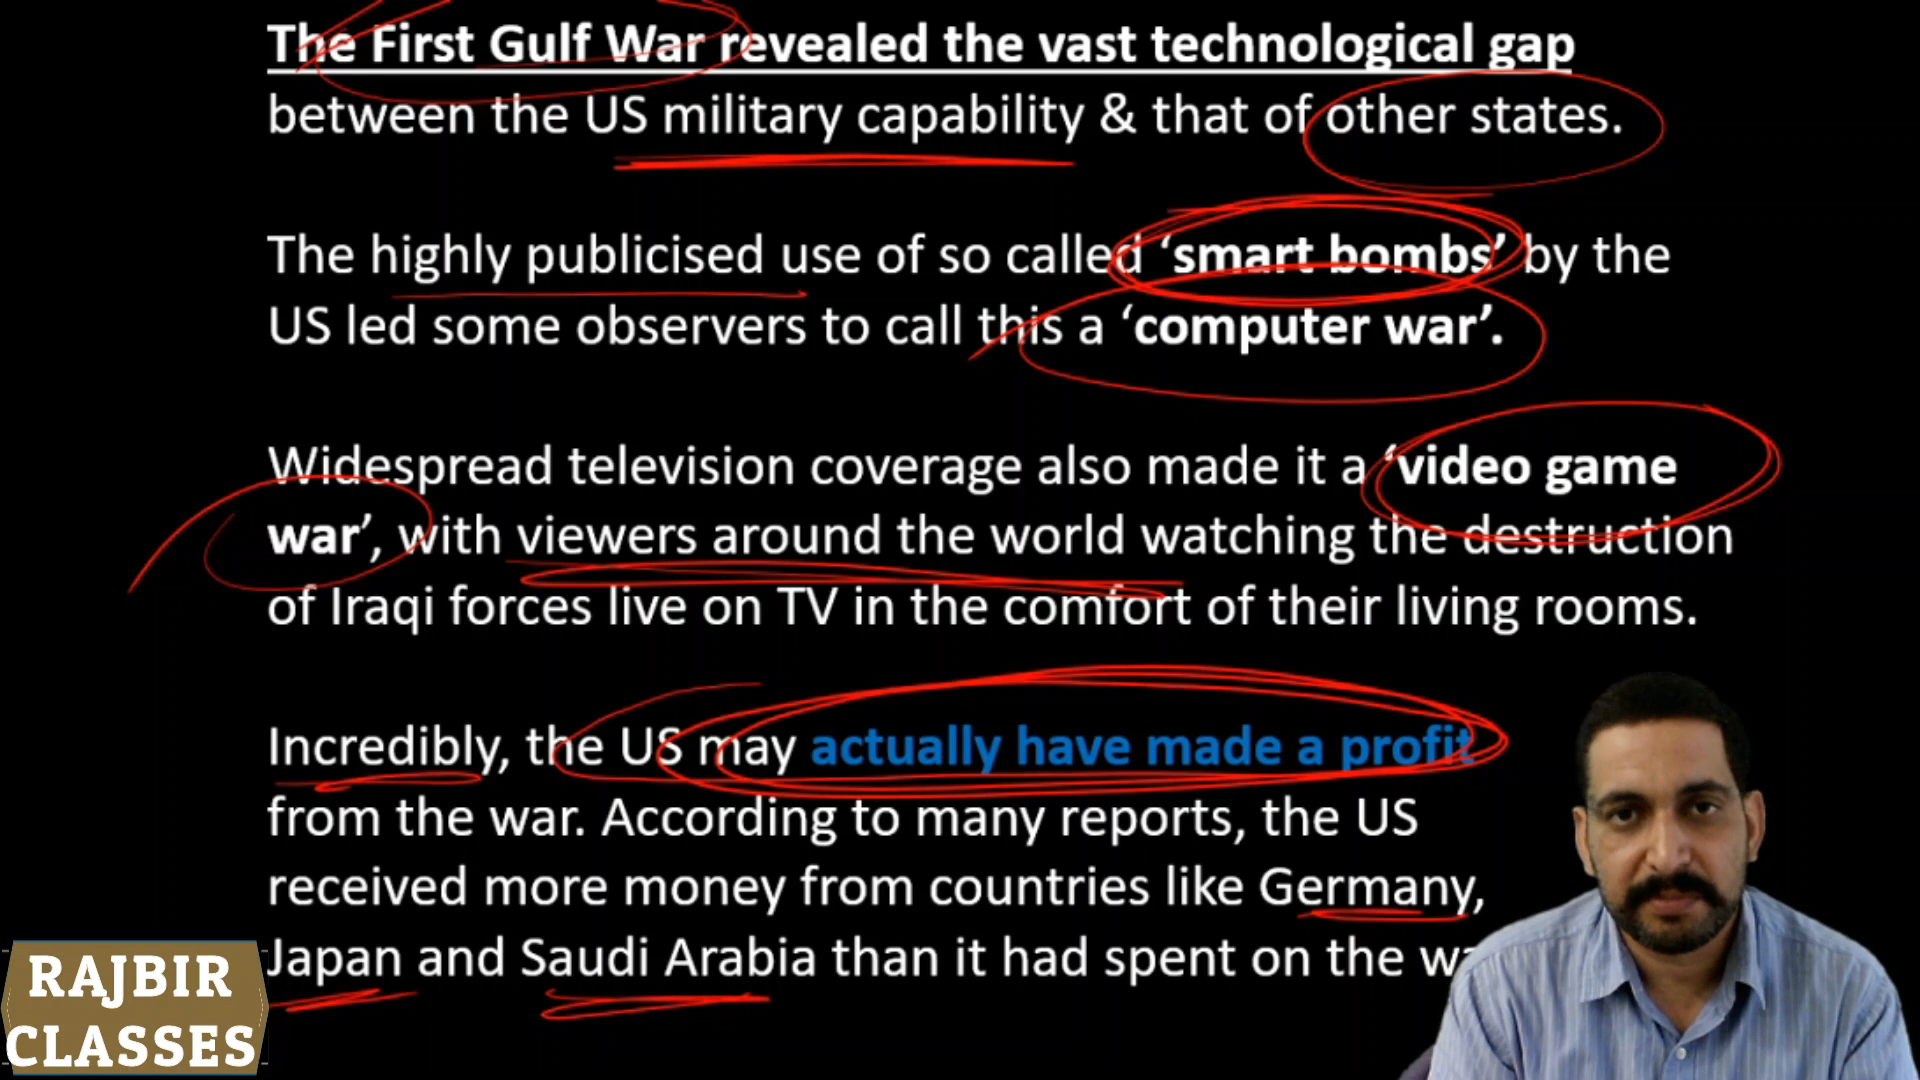 The First Gulf War revealed the vast technological gap
between the US military capability & that of other states.
The highly publicised use of so called ‘smart bombs’ by the
US led some observers to call this a ‘computer war’.
Widespread television coverage also made it a ‘video game
war’, with viewers around the world watching the destruction
of Iraqi forces live on TV in the comfort of their living rooms.
Incredibly, the US may actually have made a profit
from the war. According to many reports, the US
received more money from countries like Germany,
Japan and Saudi Arabia than it had spent on the
RAJBIR
CLASSES